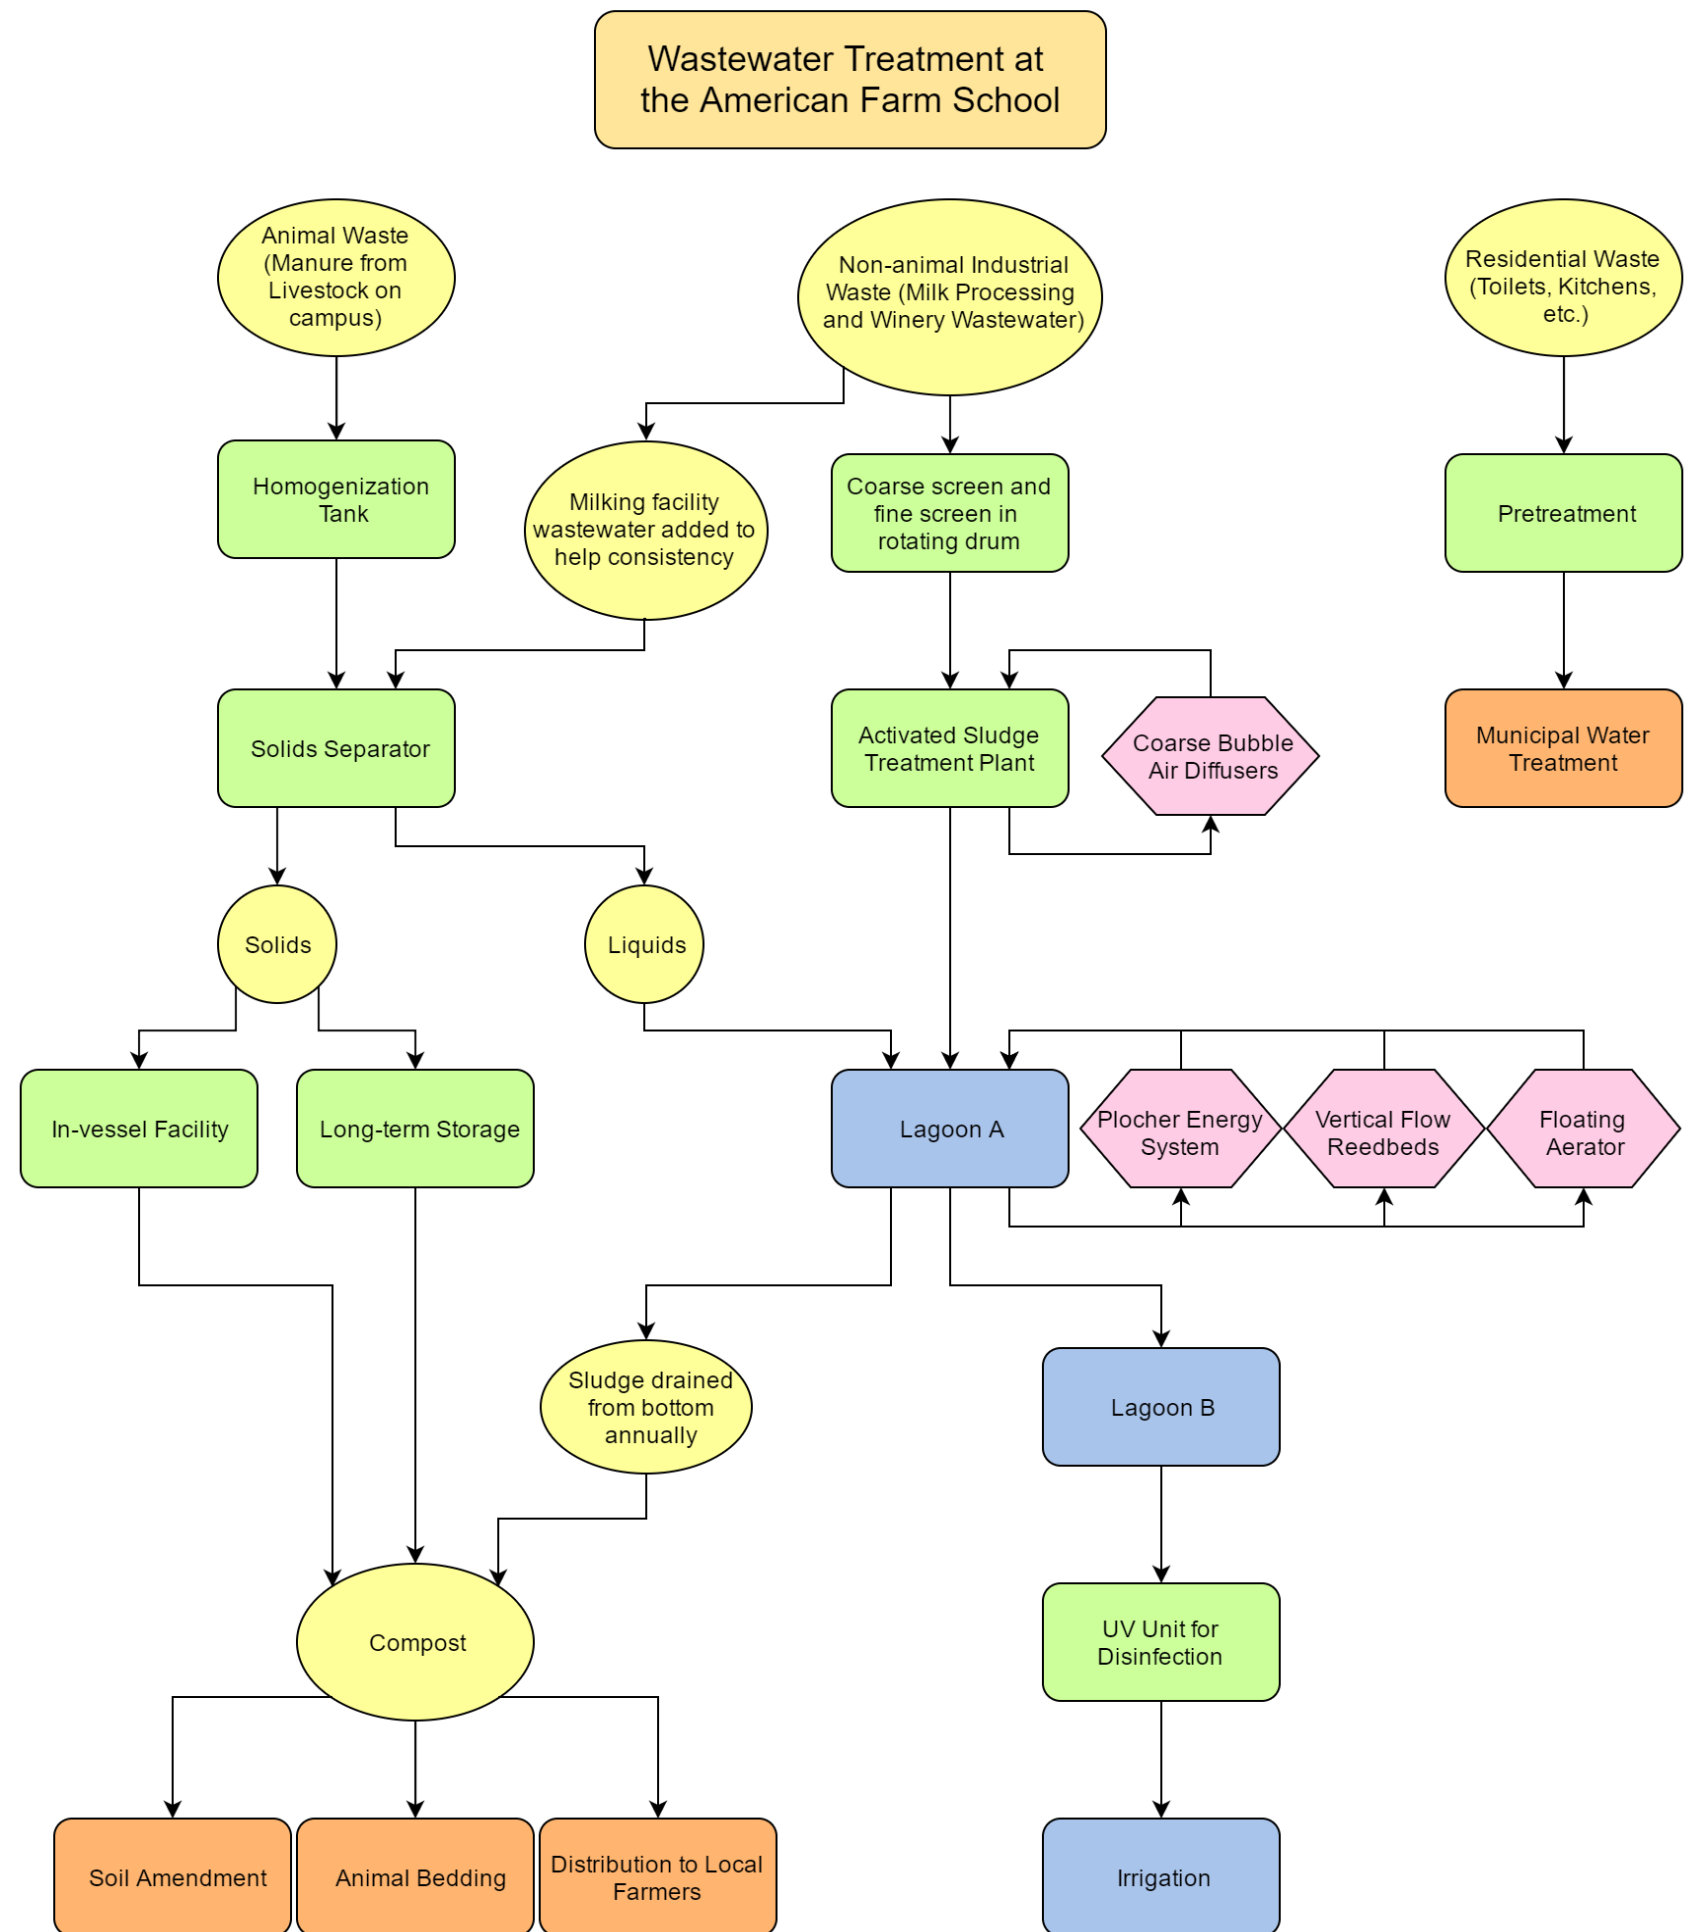 Wastewater Treatment at
the American Farm School
Animal Waste
(Manure from
Livestock on
campus)
Non-animal Industrial
Waste (Milk Processing
and Winery Wastewater)
Residential Waste
(Toilets, Kitchens,
etc.)
Homogenization
Tank
Milking facility
wastewater added to
help consistency
Coarse screen and
fine screen in
rotating drum
Pretreatment
Solids Separator
Activated Sludge
Treatment Plant
Coarse Bubble
Air Diffusers
Municipal Water
Treatment
Solids
Liquids
In-vessel Facility
Long-term Storage
Lagoon A
Plocher Energy
System
Vertical Flow
Reedbeds
Floating
Aerator
Sludge drained
from bottom
annually
Lagoon B
Compost
UV Unit for
Disinfection
Soil Amendment
Animal Bedding
Distribution to Local
Farmers
Irrigation